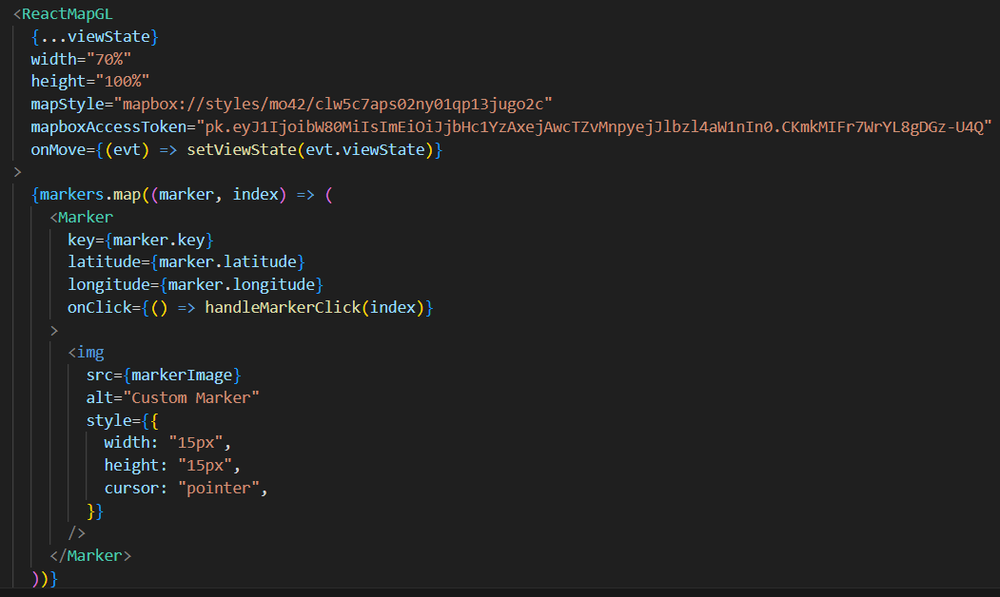 <ReactMapGL
{...viewState}
width="70%"
height="100%"
mapStyle="mapbox://styles/mo42/clw5c7aps02ny01qp13jugo2c"
mapboxAccessToken="pk.eyJ1IjoibW80MiIsImEiOiJjbHc1YzAxejAwcTZvMnpyejJlbzl4aW1nIn0.CKmkMIFr7WrYL8gDGz-U4Q"
onMove={(evt) => setViewState(evt.viewState)}
>
{markers.map((marker, index) => (
<Marker
key={marker.key}
latitude={marker.latitude}
longitude={marker.longitude}
onClick={() => handleMarkerClick(index)}
>
<img
src={markerImage}
alt="Custom Marker"
style={{
width: "15px",
height: "15px",
cursor: "pointer",
}}
/>
</Marker>
))}